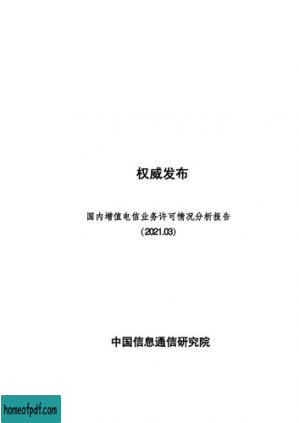 权威发布
国内增值电信业务许可情况分析报告
（2021.03）
中国信息通信研究院
homeofpdf.com